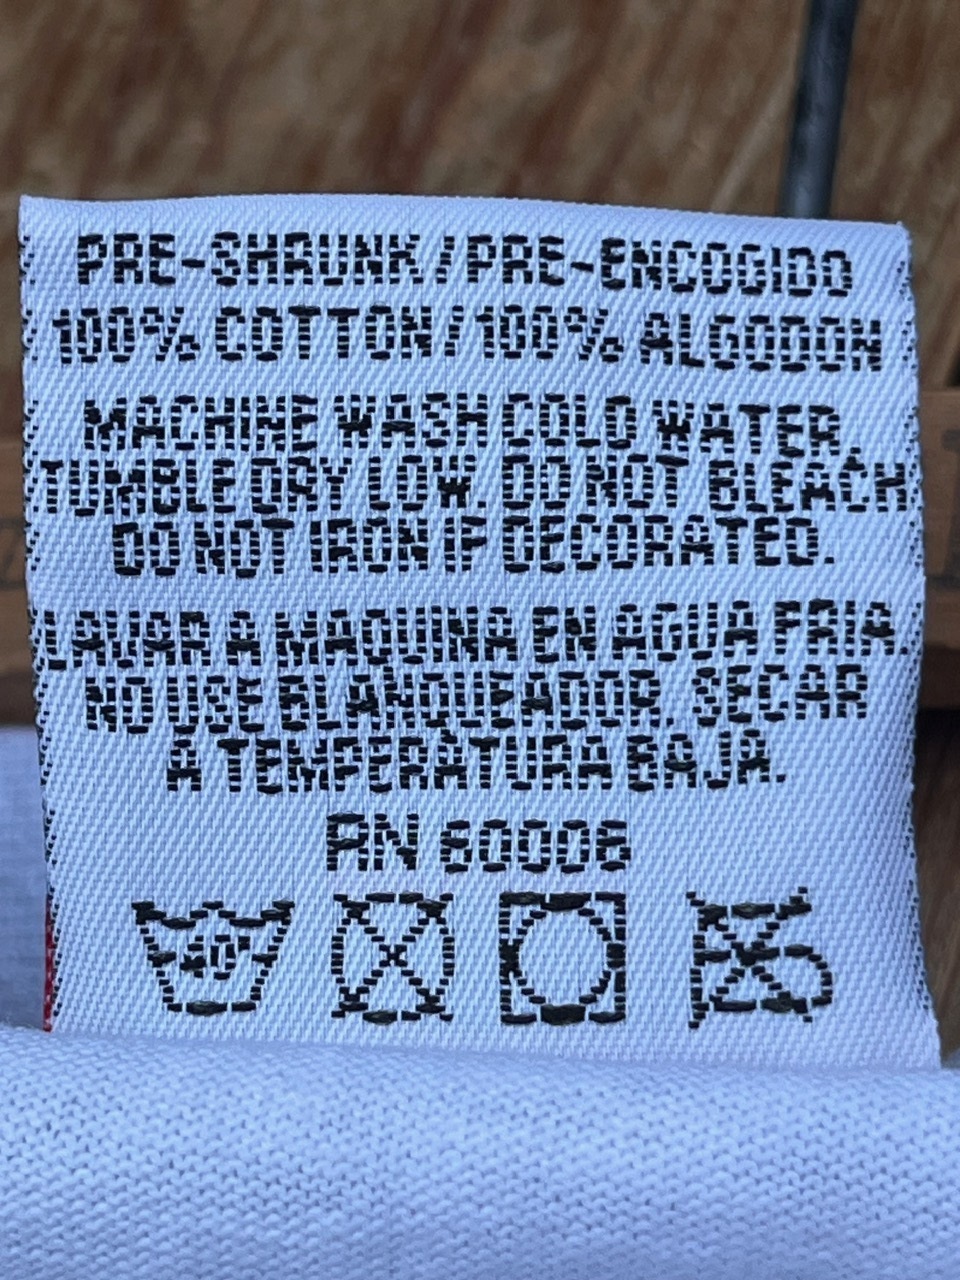 PRE-SHRUNK/PRE-ENCOGIDO
100% COTTON/100% ALGODON
MACHINE WASH COLD WATER.
TUMBLE DRY LOW. DO NOT BLEACH
DO NOT IRON IF DECORATED.
LAVAR A MAQUINA EN AGUA FRIA.
NO USE BLANQUEADOR. SECAR
A TEMPERATURA BAJA.
RN 60006
40°